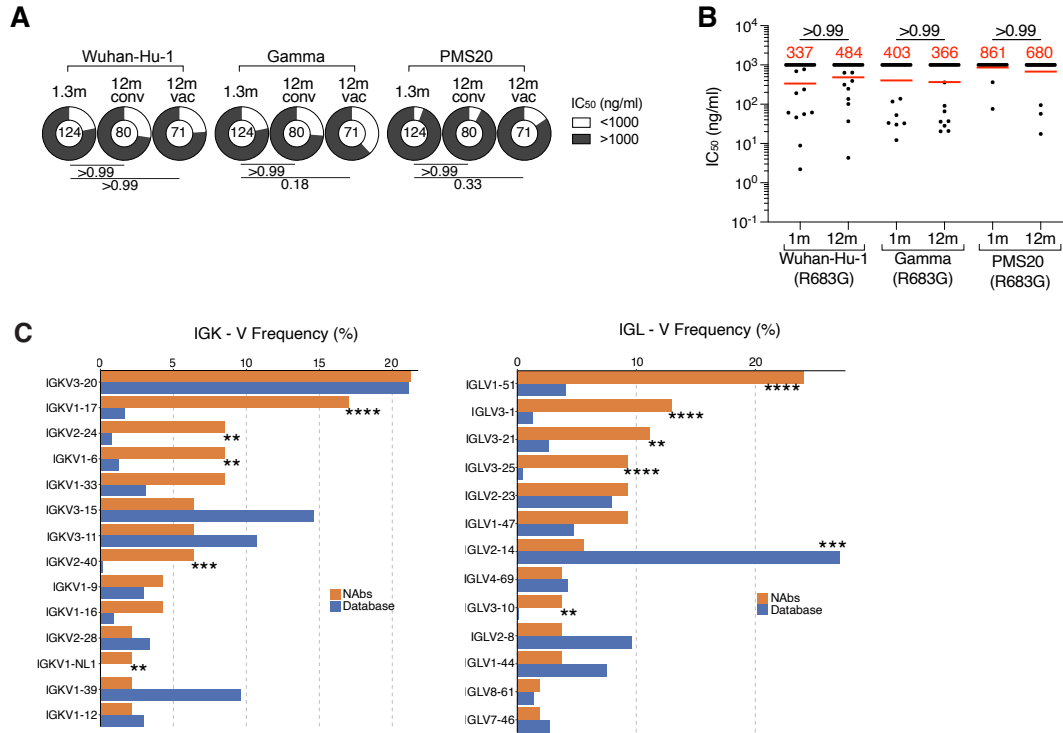 A
Wuhan-Hu-1 Gamma PMS20
1.3m 12m conv 12m vac 1.3m 12m conv 12m vac 1.3m 12m conv 12m vac
124 80 71 124 80 71 124 80 71
>0.99 >0.99 >0.99
>0.99 0.18 0.33
IC50 (ng/ml)
<1000
>1000
B
>0.99 >0.99 >0.99
337 484 403 366 861 680
IC50 (ng/ml)
10^4
10^3
10^2
10^1
10^0
10^-1
1m 12m 1m 12m 1m 12m
Wuhan-Hu-1 Gamma PMS20
(R683G) (R683G) (R683G)
C
IGK - V Frequency (%)
0 5 10 15 20
IGKV3-20
IGKV1-17 ****
IGKV2-24 **
IGKV1-6 **
IGKV1-33
IGKV3-15
IGKV3-11
IGKV2-40 ***
IGKV1-9
IGKV1-16
IGKV2-28
IGKV1-NL1 **
IGKV1-39
IGKV1-12
NAbs
Database
IGL - V Frequency (%)
0 10 20
IGLV1-51 ****
IGLV3-1 ****
IGLV3-21 **
IGLV3-25 ****
IGLV2-23
IGLV1-47
IGLV2-14 ***
IGLV4-69
IGLV3-10 **
IGLV2-8
IGLV1-44
IGLV8-61
IGLV7-46
NAbs
Database